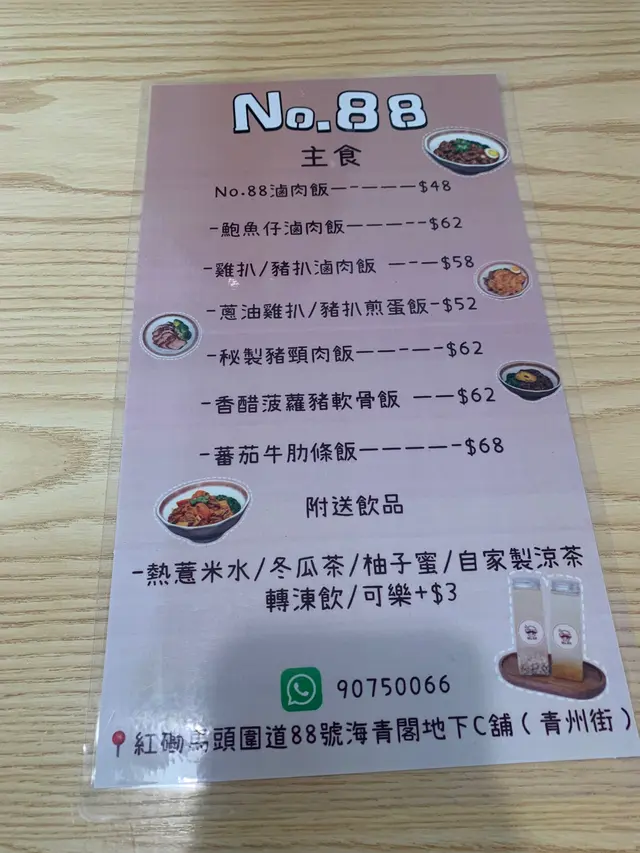 No.88
主食
No.88滷肉飯—-———$48
-鮑魚仔滷肉飯———--$62
-雞扒/豬扒滷肉飯 —-—$58
-蔥油雞扒/豬扒煎蛋飯-$52
-秘製豬頸肉飯——-—-$62
-香醋菠蘿豬軟骨飯 ——$62
-蕃茄牛肋條飯————-$68
附送飲品
-熱薏米水/冬瓜茶/柚子蜜/自家製涼茶
轉凍飲/可樂+$3
90750066
紅磡馬頭圍道88號海青閣地下C舖（青州街）